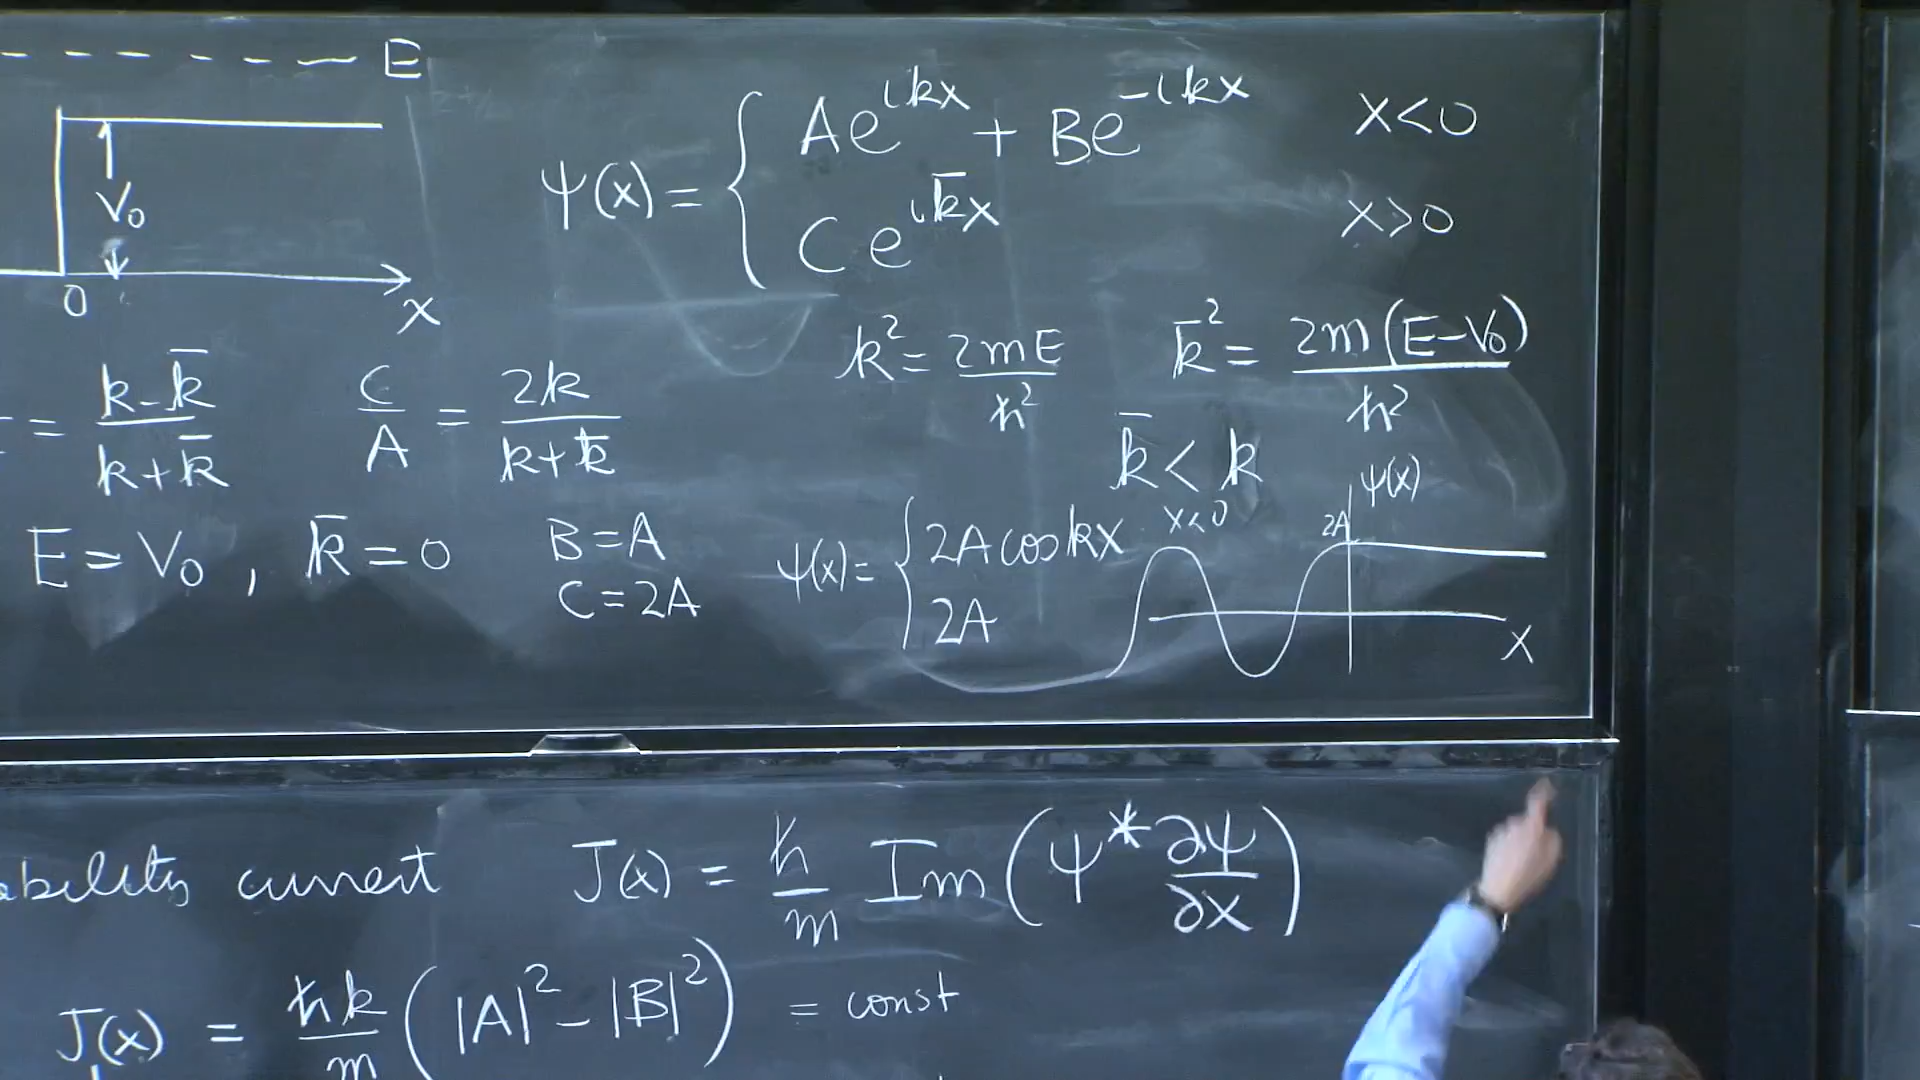 E
V₀
0
x
ψ(x) = { Ae^{ikx} + Be^{-ikx} x<0
Ce^{ik̄x} x>0
k² = 2mE/ħ² k̄² = 2m(E-V₀)/ħ²
k̄ < k
= (k-k̄)/(k+k̄) C/A = 2k/(k+k̄)
E = V₀, k̄ = 0
B = A
C = 2A
ψ(x) = { 2A cos kx x<0
2A
2A
ψ(x)
x
ability current J(x) = ħ/m Im(ψ* ∂ψ/∂x)
J(x) = ħk/m (|A|² - |B|²) = const